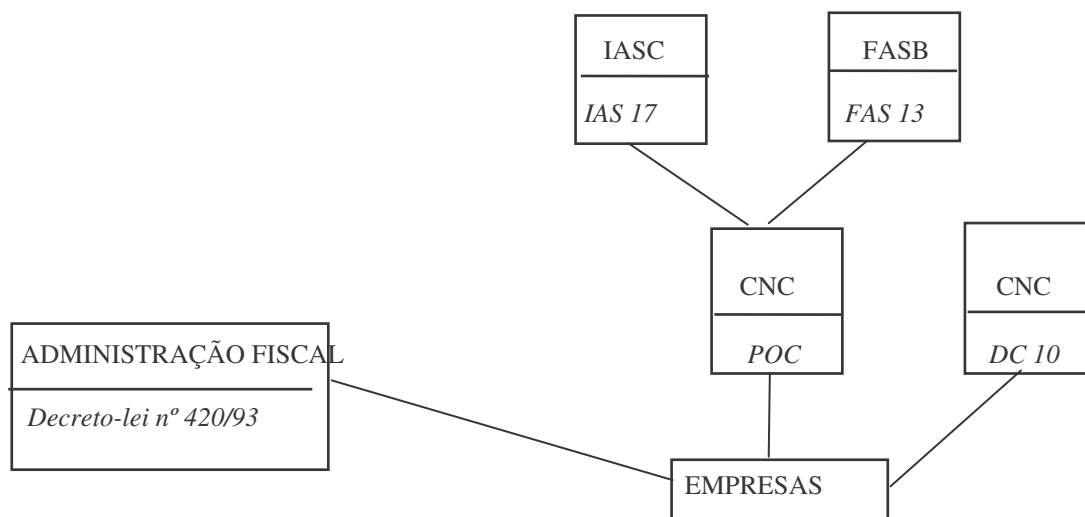 IASC
IAS 17
FASB
FAS 13
CNC
POC
CNC
DC 10
ADMINISTRAÇÃO FISCAL
Decreto-lei nº 420/93
EMPRESAS